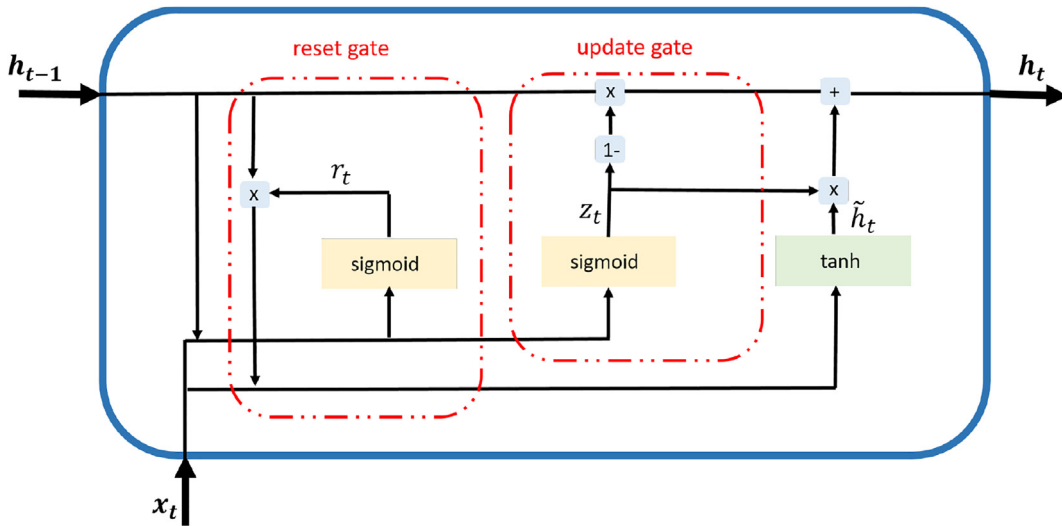 reset gate
update gate
h_{t-1}
h_t
x
+
1-
x
r_t
x
z_t
h̃_t
sigmoid
sigmoid
tanh
x_t